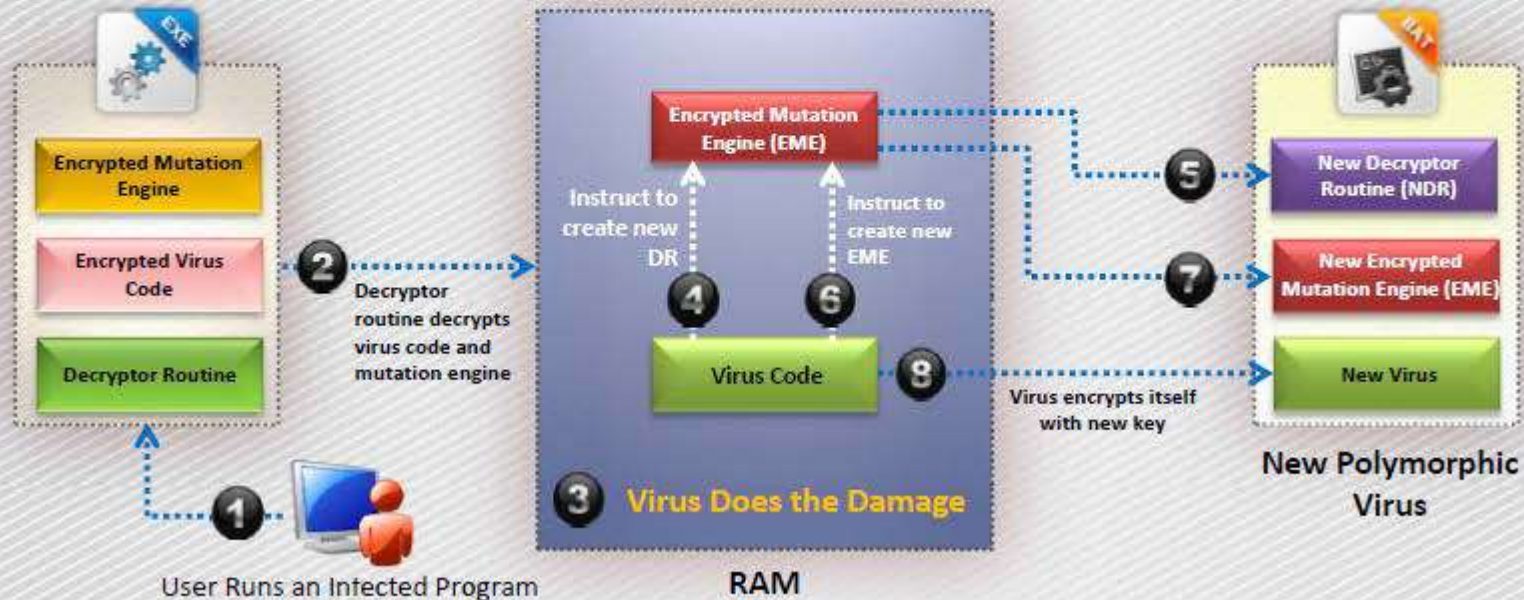 EXE
Encrypted Mutation
Engine
Encrypted Virus
Code
Decryptor Routine
1
User Runs an Infected Program
2
Decryptor
routine decrypts
virus code and
mutation engine
Encrypted Mutation
Engine (EME)
Instruct to
create new
DR
Instruct to
create new
EME
4
6
Virus Code
3
Virus Does the Damage
RAM
5
7
8
Virus encrypts itself
with new key
BAT
New Decryptor
Routine (NDR)
New Encrypted
Mutation Engine (EME)
New Virus
New Polymorphic
Virus